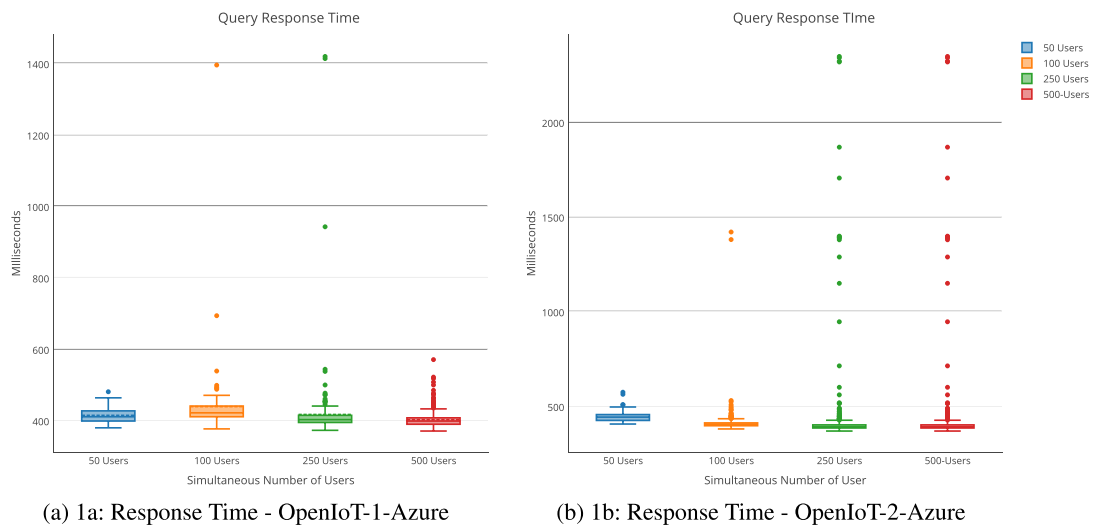 Query Response Time
1400
1200
1000
800
600
400
MIlliseconds
50 Users
100 Users
250 Users
500 Users
Simultaneous Number of Users
(a) 1a: Response Time - OpenIoT-1-Azure
Query Response TIme
2000
1500
1000
500
Milliseconds
50 Users
100 Users
250 Users
500-Users
Simultaneous Number of User
50 Users
100 Users
250 Users
500-Users
(b) 1b: Response Time - OpenIoT-2-Azure